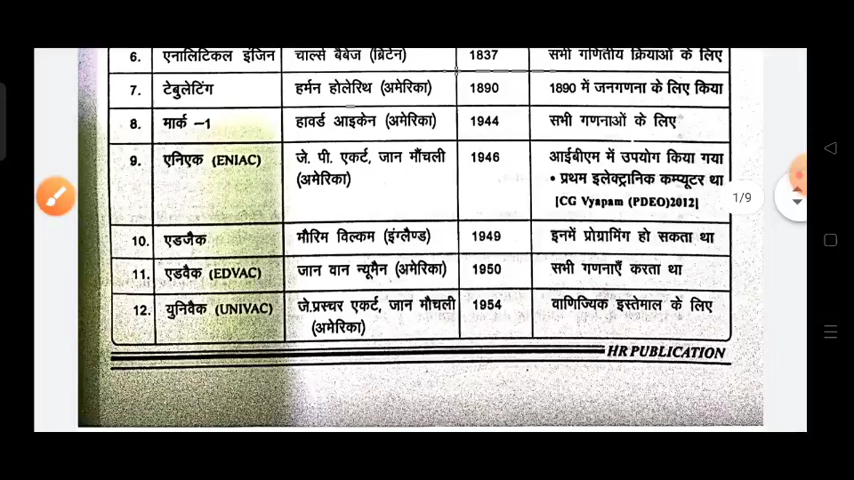 6. एनालिटिकल इंजिन चार्ल्स बैबेज (ब्रिटेन) 1837 सभी गणितीय क्रियाओं के लिए
7. टेबुलेटिंग हर्मन होलेरिथ (अमेरिका) 1890 1890 में जनगणना के लिए किया
8. मार्क –1 हावर्ड आइकेन (अमेरिका) 1944 सभी गणनाओं के लिए
9. एनिएक (ENIAC) जे. पी. एकर्ट, जान मौंचली 1946 आईबीएम में उपयोग किया गया
(अमेरिका) • प्रथम इलेक्ट्रानिक कम्प्यूटर था
[CG Vyapam (PDEO)2012]
1/9
10. एडजैक मौरिम विल्कम (इंग्लैण्ड) 1949 इनमें प्रोग्रामिंग हो सकता था
11. एडवैक (EDVAC) जान वान न्यूमैन (अमेरिका) 1950 सभी गणनाएँ करता था
12. युनिवैक (UNIVAC) जे.प्रस्चर एकर्ट, जान मौचली 1954 वाणिज्यिक इस्तेमाल के लिए
(अमेरिका)
HR PUBLICATION